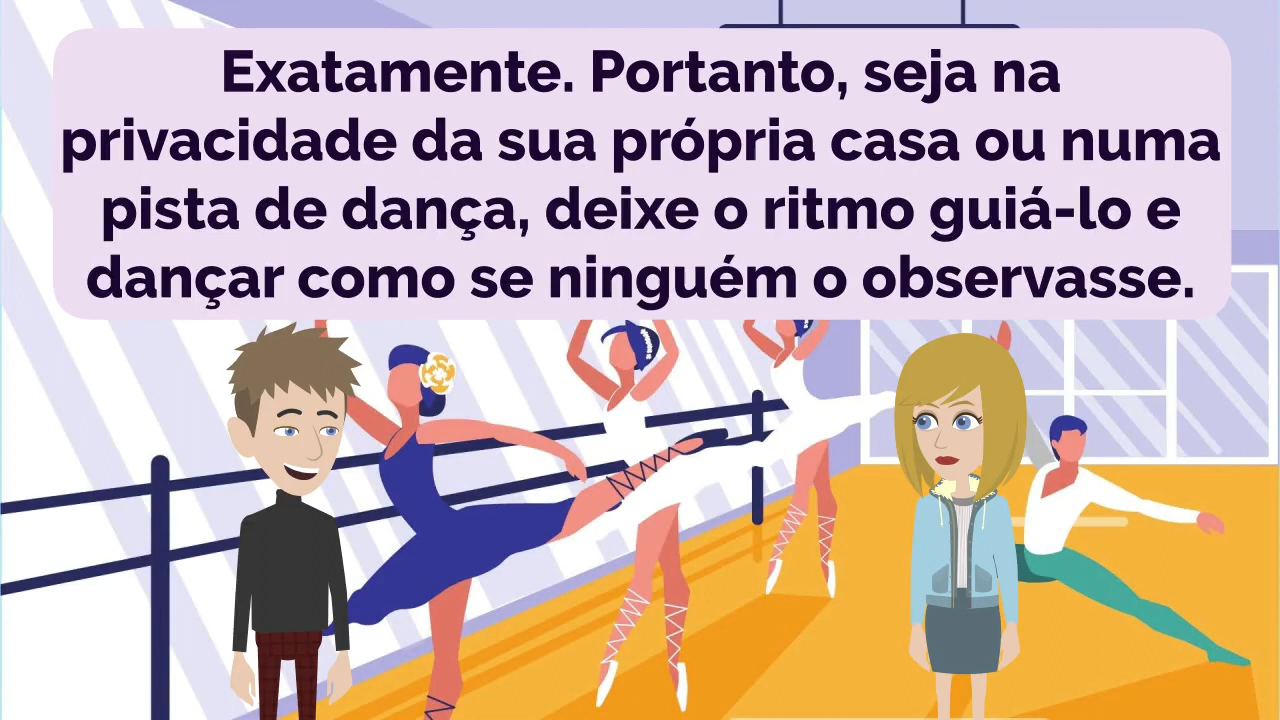 Exatamente. Portanto, seja na
privacidade da sua própria casa ou numa
pista de dança, deixe o ritmo guiá-lo e
dançar como se ninguém o observasse.